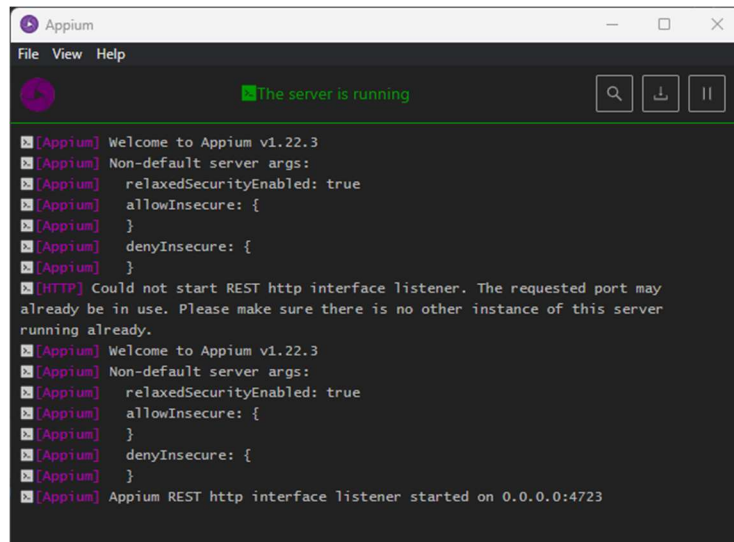 Appium
File View Help
The server is running
[Appium] Welcome to Appium v1.22.3
[Appium] Non-default server args:
[Appium] relaxedSecurityEnabled: true
[Appium] allowInsecure: {
[Appium] }
[Appium] denyInsecure: {
[Appium] }
[HTTP] Could not start REST http interface listener. The requested port may
already be in use. Please make sure there is no other instance of this server
running already.
[Appium] Welcome to Appium v1.22.3
[Appium] Non-default server args:
[Appium] relaxedSecurityEnabled: true
[Appium] allowInsecure: {
[Appium] }
[Appium] denyInsecure: {
[Appium] }
[Appium] Appium REST http interface listener started on 0.0.0.0:4723